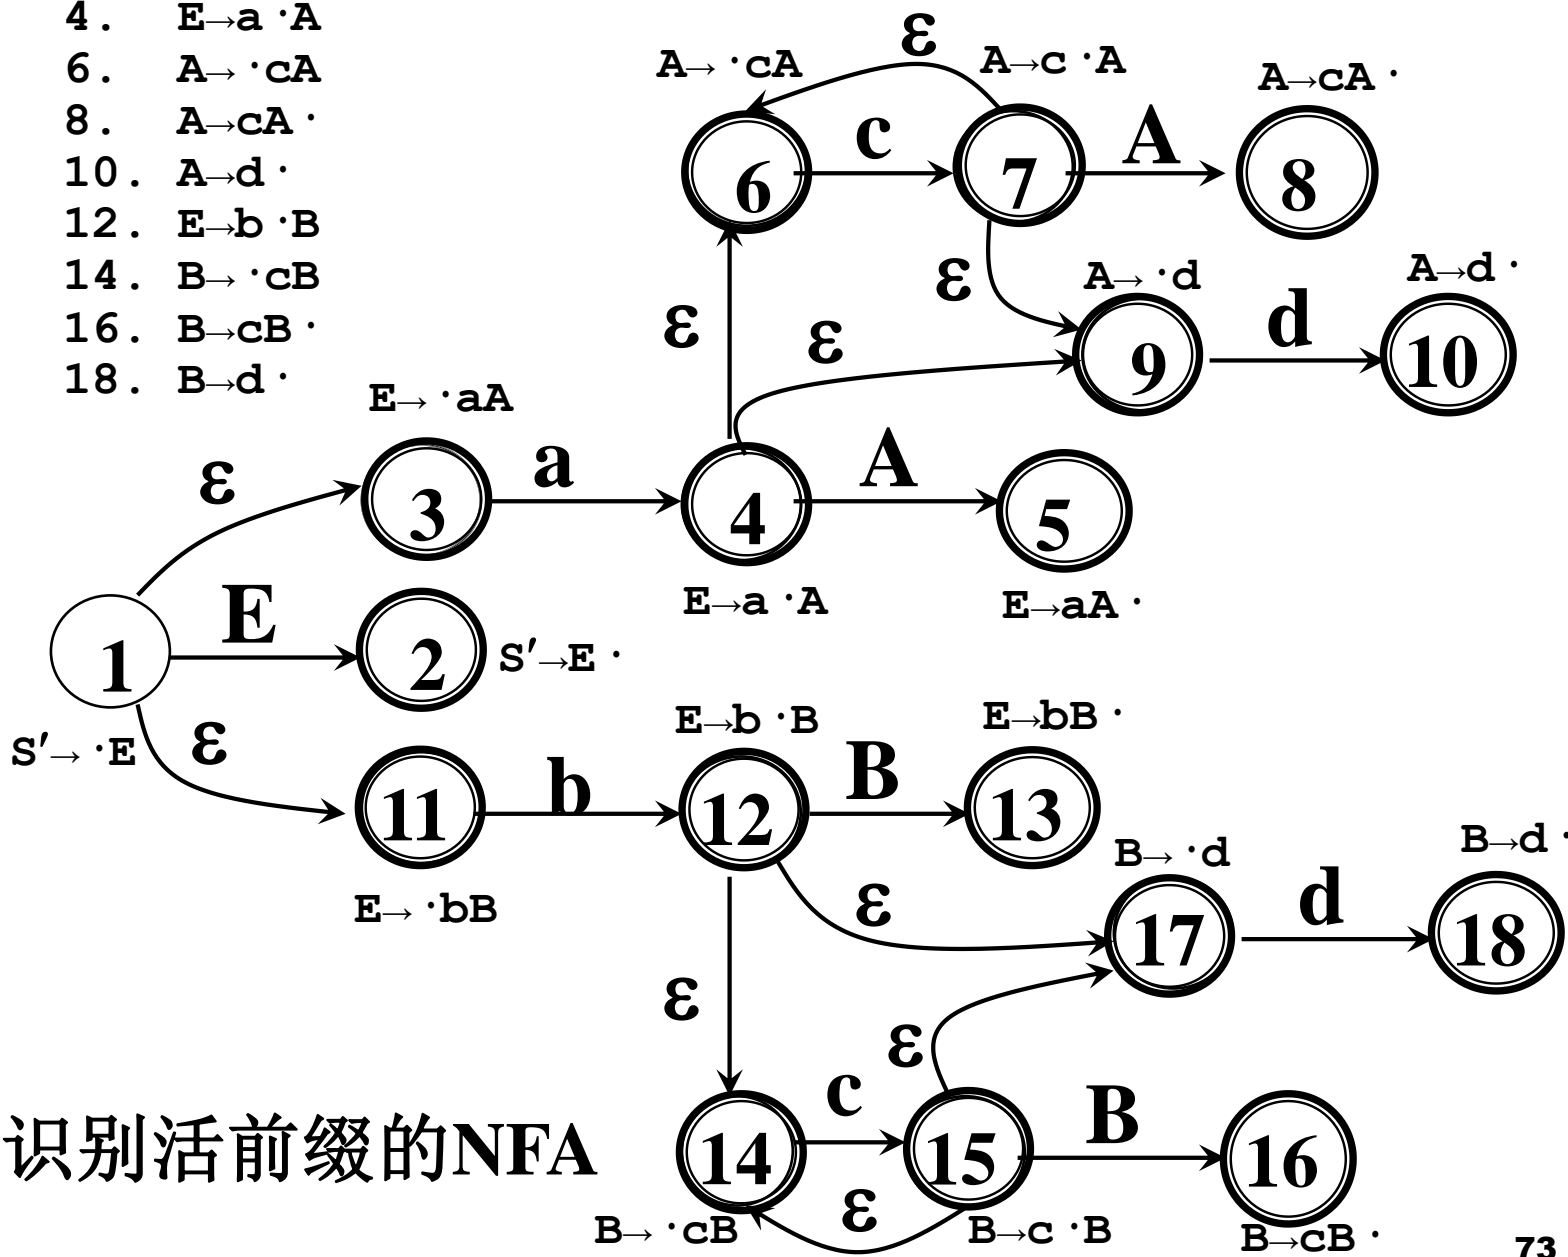 4. E→a·A
6. A→·cA
8. A→cA·
10. A→d·
12. E→b·B
14. B→·cB
16. B→cB·
18. B→d·
ε
A→·cA
A→c·A
A→cA·
6
c
7
A
8
ε
ε
ε
A→·d
A→d·
9
d
10
E→·aA
ε
3
a
4
A
5
E→a·A
E→aA·
1
E
2
S′→E·
S′→·E
ε
11
b
12
B
13
E→·bB
E→b·B
E→bB·
ε
B→·d
B→d·
17
d
18
ε
ε
14
c
15
B
16
ε
B→·cB
B→c·B
B→cB·
识别活前缀的NFA
73